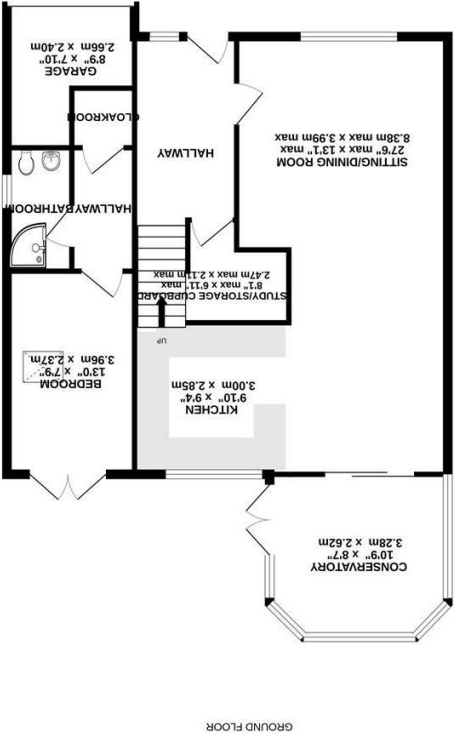 GROUND FLOOR
CONSERVATORY
10'9" x 8'7"
3.28m x 2.62m
KITCHEN
9'10" x 9'4"
3.00m x 2.85m
BEDROOM
13'0" x 7'9"
3.96m x 2.37m
UP
STUDY/STORAGE CUPBOARD
8'1" max x 6'11" max
2.47m max x 2.11m max
HALLWAY
BATHROOM
SITTING/DINING ROOM
27'6" max x 13'1" max
8.38m max x 3.99m max
HALLWAY
CLOAKROOM
GARAGE
8'9" x 7'10"
2.66m x 2.40m